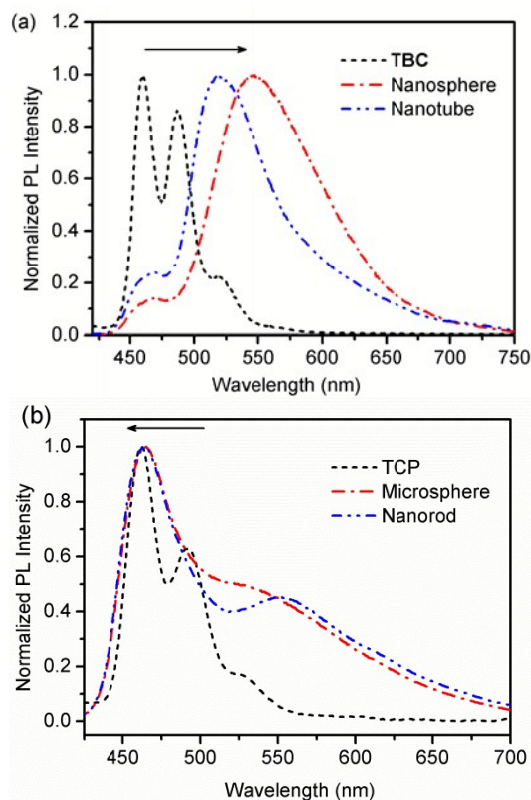 (a)
1.2
1.0
0.8
0.6
0.4
0.2
0.0
Normalized PL Intensity
TBC
Nanosphere
Nanotube
450 500 550 600 650 700 750
Wavelength (nm)
(b)
1.0
0.8
0.6
0.4
0.2
0.0
Normalized PL Intensity
TCP
Microsphere
Nanorod
450 500 550 600 650 700
Wavelength (nm)